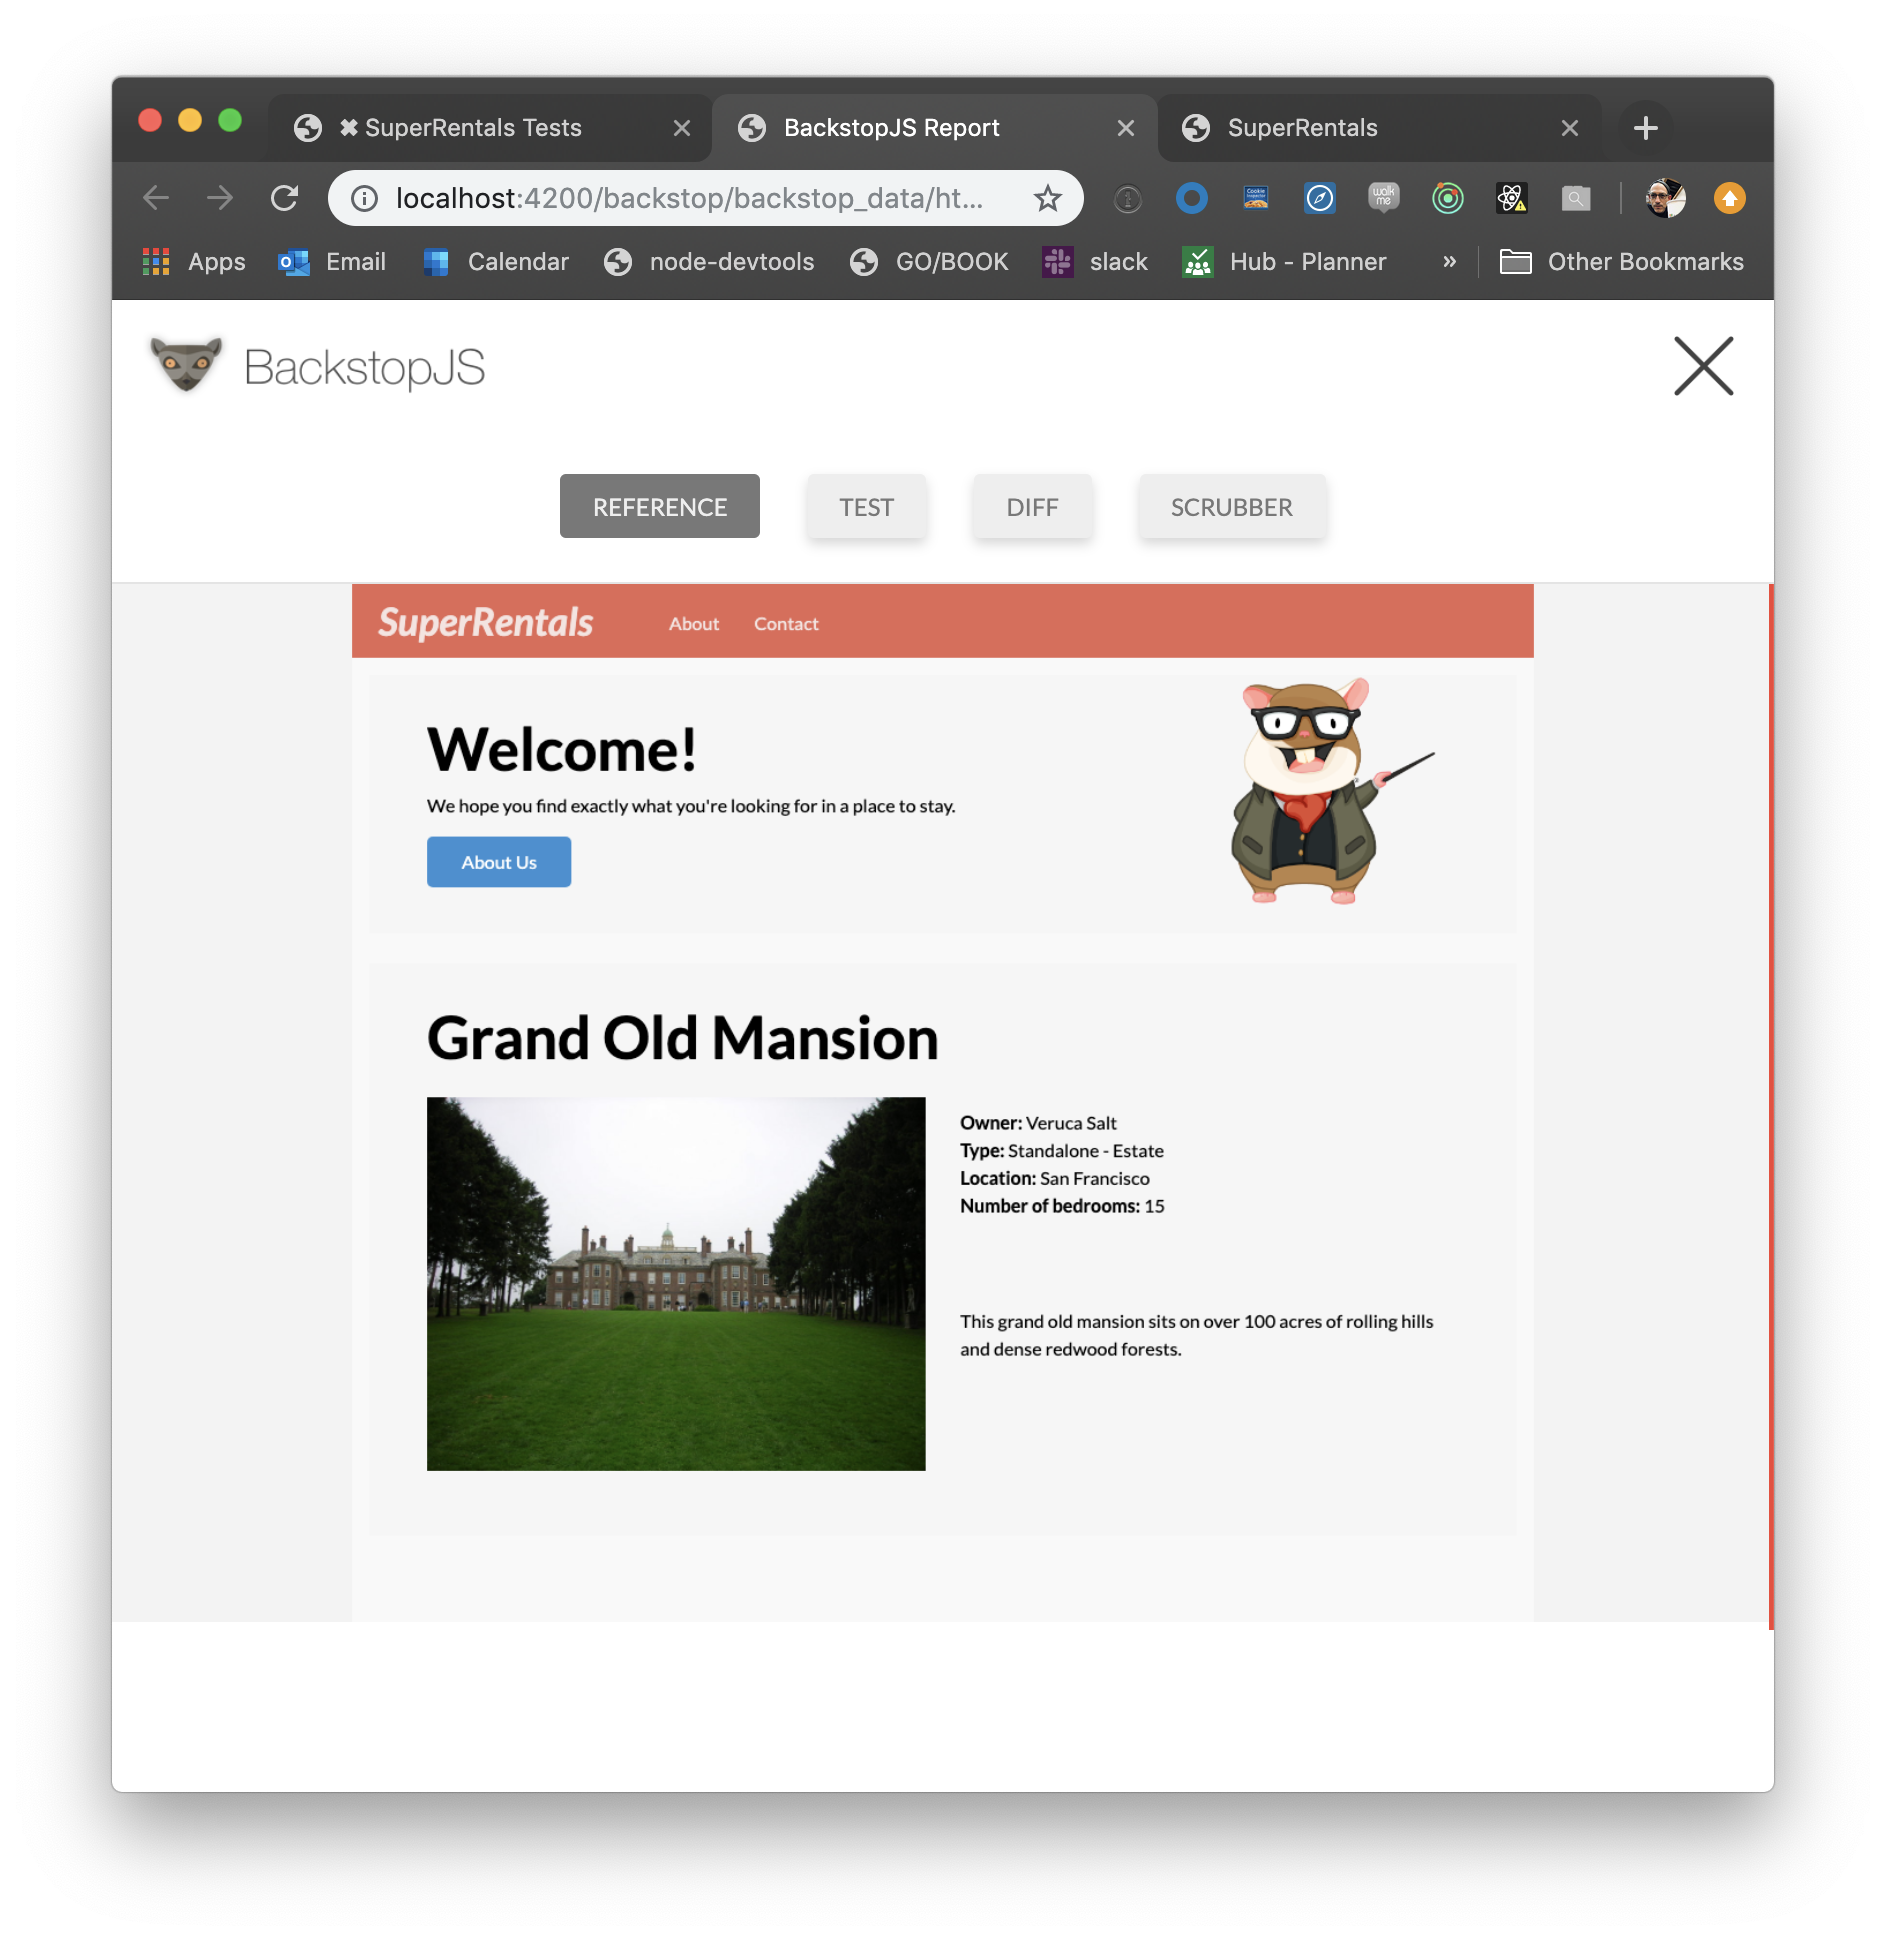 ✖ SuperRentals Tests
BackstopJS Report
SuperRentals
localhost:4200/backstop/backstop_data/ht...
walk me
Apps
Email
Calendar
node-devtools
GO/BOOK
slack
Hub - Planner
»
Other Bookmarks
BackstopJS
REFERENCE
TEST
DIFF
SCRUBBER
SuperRentals
About
Contact
Welcome!
We hope you find exactly what you're looking for in a place to stay.
About Us
Grand Old Mansion
Owner: Veruca Salt
Type: Standalone - Estate
Location: San Francisco
Number of bedrooms: 15
This grand old mansion sits on over 100 acres of rolling hills
and dense redwood forests.